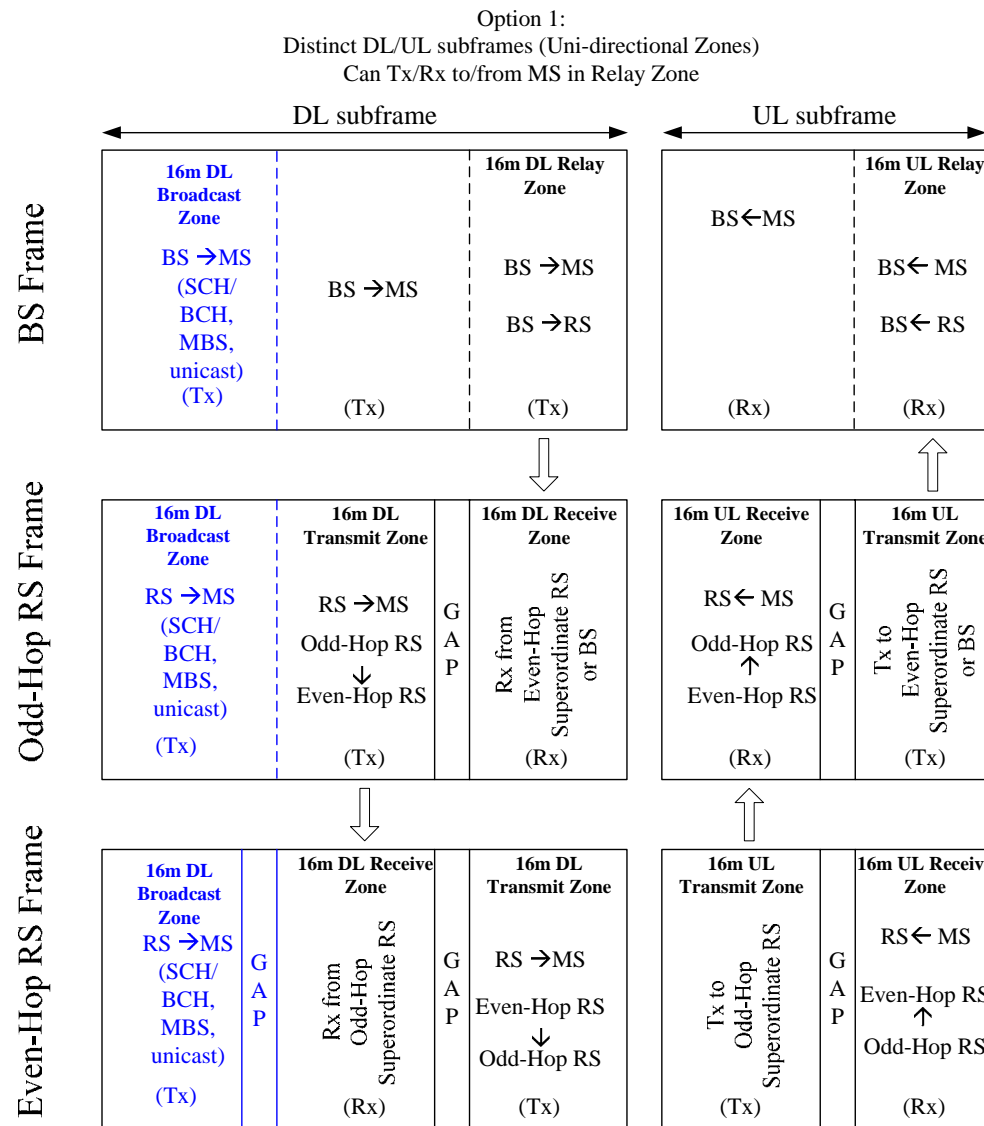 Option 1:
Distinct DL/UL subframes (Uni-directional Zones)
Can Tx/Rx to/from MS in Relay Zone
DL subframe
UL subframe
BS Frame
16m DL
Broadcast
Zone
BS →MS
(SCH/
BCH,
MBS,
unicast)
(Tx)
BS →MS
(Tx)
16m DL Relay
Zone
BS →MS
BS →RS
(Tx)
BS←MS
(Rx)
16m UL Relay
Zone
BS← MS
BS← RS
(Rx)
Odd-Hop RS Frame
16m DL
Broadcast
Zone
RS →MS
(SCH/
BCH,
MBS,
unicast)
(Tx)
16m DL
Transmit Zone
RS →MS
Odd-Hop RS
↓
Even-Hop RS
(Tx)
G
A
P
16m DL Receive
Zone
Rx from
Even-Hop
Superordinate RS
or BS
(Rx)
16m UL Receive
Zone
RS← MS
Odd-Hop RS
↑
Even-Hop RS
(Rx)
G
A
P
16m UL
Transmit Zone
Tx to
Even-Hop
Superordinate RS
or BS
(Tx)
Even-Hop RS Frame
16m DL
Broadcast
Zone
RS →MS
(SCH/
BCH,
MBS,
unicast)
(Tx)
G
A
P
16m DL Receive
Zone
Rx from
Odd-Hop
Superordinate RS
(Rx)
G
A
P
16m DL
Transmit Zone
RS →MS
Even-Hop RS
↓
Odd-Hop RS
(Tx)
16m UL
Transmit Zone
Tx to
Odd-Hop
Superordinate RS
(Tx)
G
A
P
16m UL Receive
Zone
RS← MS
Even-Hop RS
↑
Odd-Hop RS
(Rx)